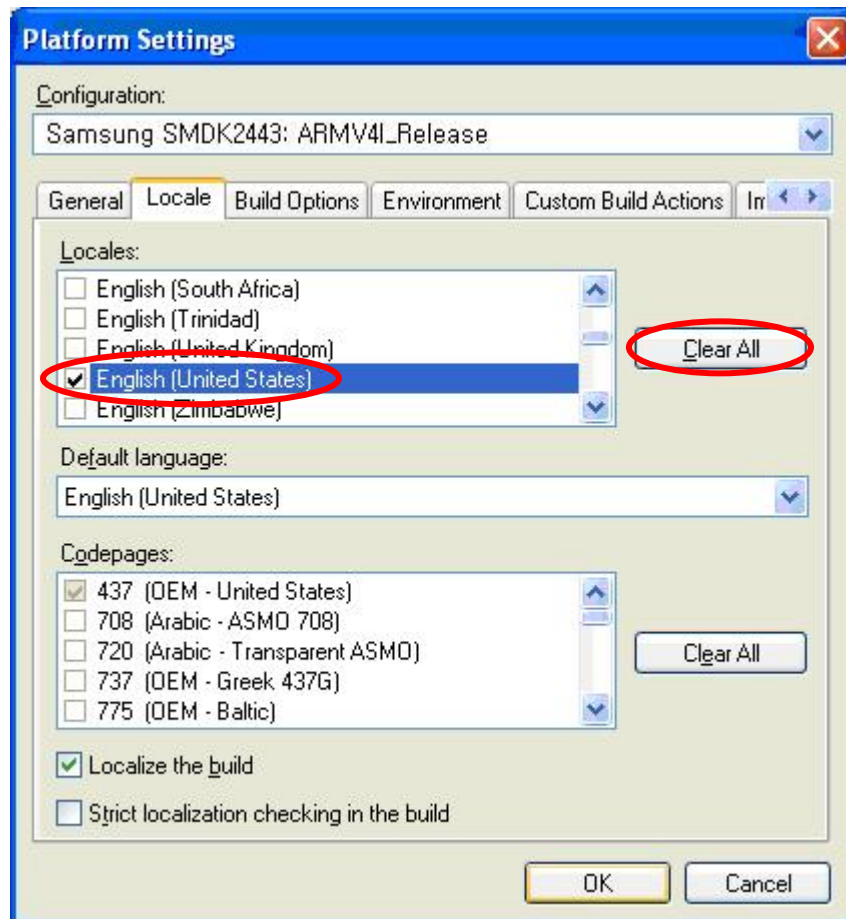 Platform Settings
Configuration:
Samsung SMDK2443: ARMV4I_Release
General Locale Build Options Environment Custom Build Actions
Locales:
English (South Africa)
English (Trinidad)
English (United Kingdom)
Clear All
English (United States)
English (Zimbabwe)
Default language:
English (United States)
Codepages:
437 (OEM - United States)
708 (Arabic - ASMO 708)
720 (Arabic - Transparent ASMO)
Clear All
737 (OEM - Greek 437G)
775 (OEM - Baltic)
Localize the build
Strict localization checking in the build
OK Cancel